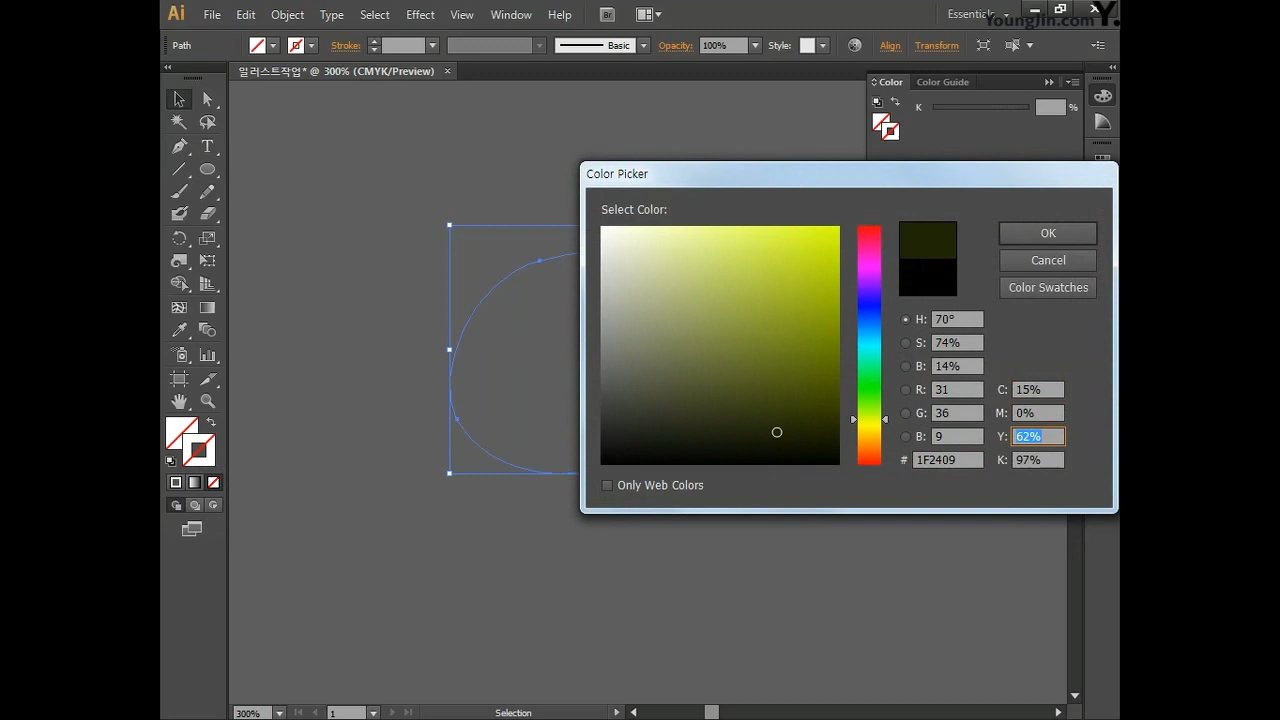 Ai File Edit Object Type Select Effect View Window Help Br Essentials
YoungJin.com Y.
Path Stroke: Basic Opacity: 100% Style: Align Transform
일러스트작업* @ 300% (CMYK/Preview) ×
Color Color Guide
K %
T
Color Picker
Select Color:
OK
Cancel
Color Swatches
H: 70°
S: 74%
B: 14%
R: 31 C: 15%
G: 36 M: 0%
B: 9 Y: 62%
# 1F2409 K: 97%
Only Web Colors
300% 1 Selection